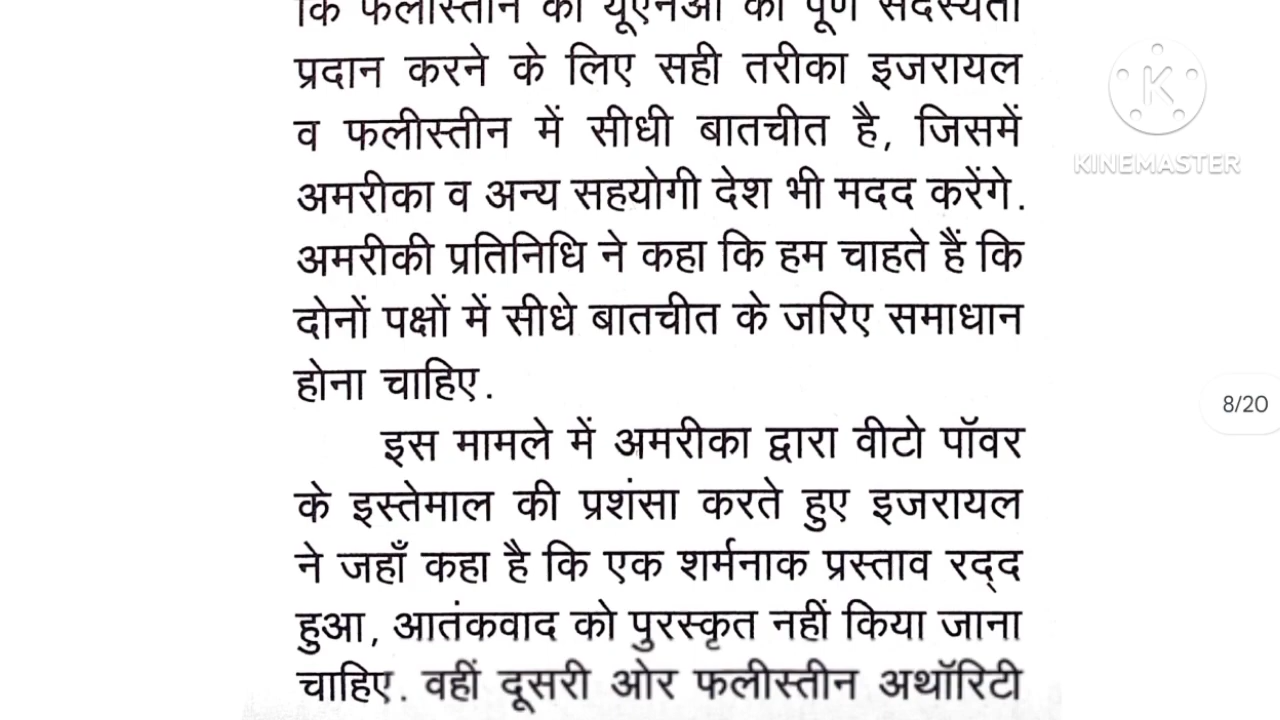 कि फलीस्तीन को यूएनओ की पूर्ण सदस्यता
प्रदान करने के लिए सही तरीका इजरायल
व फलीस्तीन में सीधी बातचीत है, जिसमें
अमरीका व अन्य सहयोगी देश भी मदद करेंगे.
अमरीकी प्रतिनिधि ने कहा कि हम चाहते हैं कि
दोनों पक्षों में सीधे बातचीत के जरिए समाधान
होना चाहिए.
इस मामले में अमरीका द्वारा वीटो पॉवर
के इस्तेमाल की प्रशंसा करते हुए इजरायल
ने जहाँ कहा है कि एक शर्मनाक प्रस्ताव रद्द
हुआ, आतंकवाद को पुरस्कृत नहीं किया जाना
चाहिए. वहीं दूसरी ओर फलीस्तीन अथॉरिटी
K
KINEMASTER
8/20